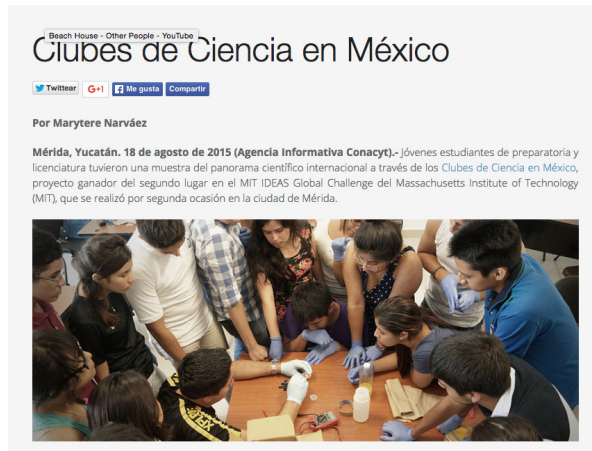 Beach House - Other People - YouTube
Clubes de Ciencia en México
Twittear G+1 Me gusta Compartir
Por Marytere Narváez
Mérida, Yucatán. 18 de agosto de 2015 (Agencia Informativa Conacyt).- Jóvenes estudiantes de preparatoria y
licenciatura tuvieron una muestra del panorama científico internacional a través de los Clubes de Ciencia en México,
proyecto ganador del segundo lugar en el MIT IDEAS Global Challenge del Massachusetts Institute of Technology
(MIT), que se realizó por segunda ocasión en la ciudad de Mérida.